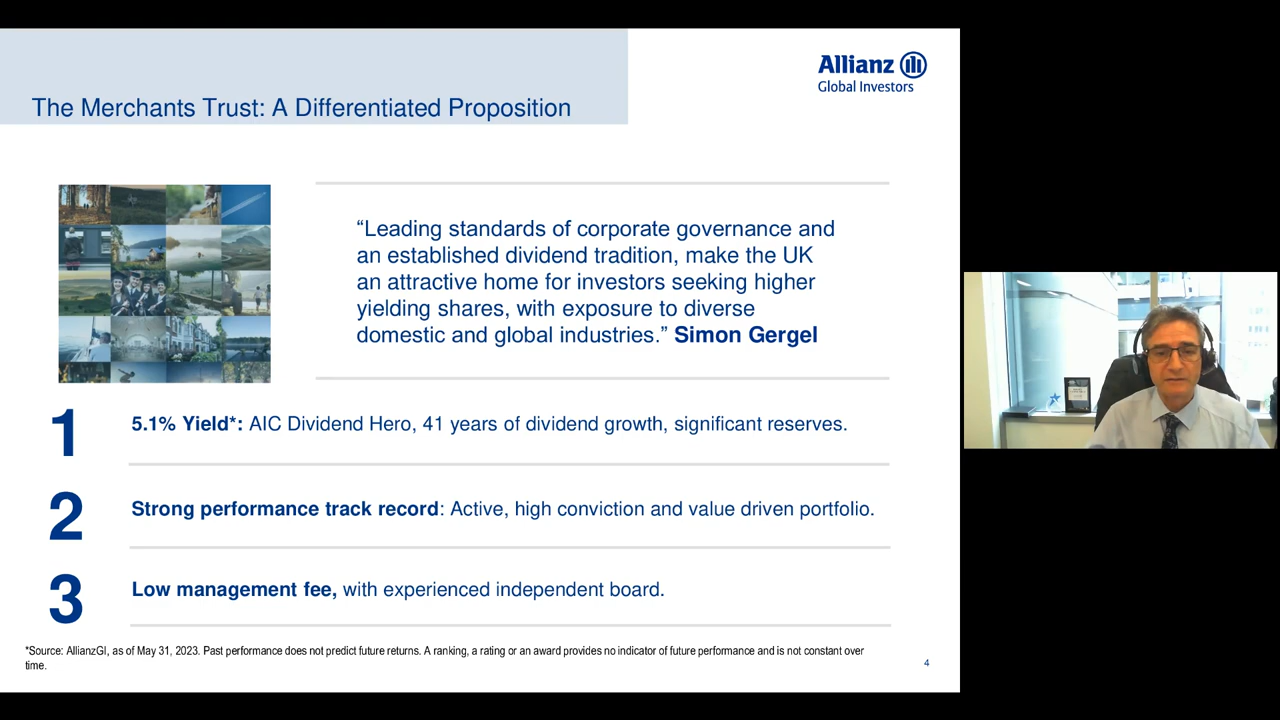 Allianz
Global Investors
The Merchants Trust: A Differentiated Proposition
“Leading standards of corporate governance and
an established dividend tradition, make the UK
an attractive home for investors seeking higher
yielding shares, with exposure to diverse
domestic and global industries.” Simon Gergel
1
5.1% Yield*: AIC Dividend Hero, 41 years of dividend growth, significant reserves.
2
Strong performance track record: Active, high conviction and value driven portfolio.
3
Low management fee, with experienced independent board.
*Source: AllianzGI, as of May 31, 2023. Past performance does not predict future returns. A ranking, a rating or an award provides no indicator of future performance and is not constant over
time.
4